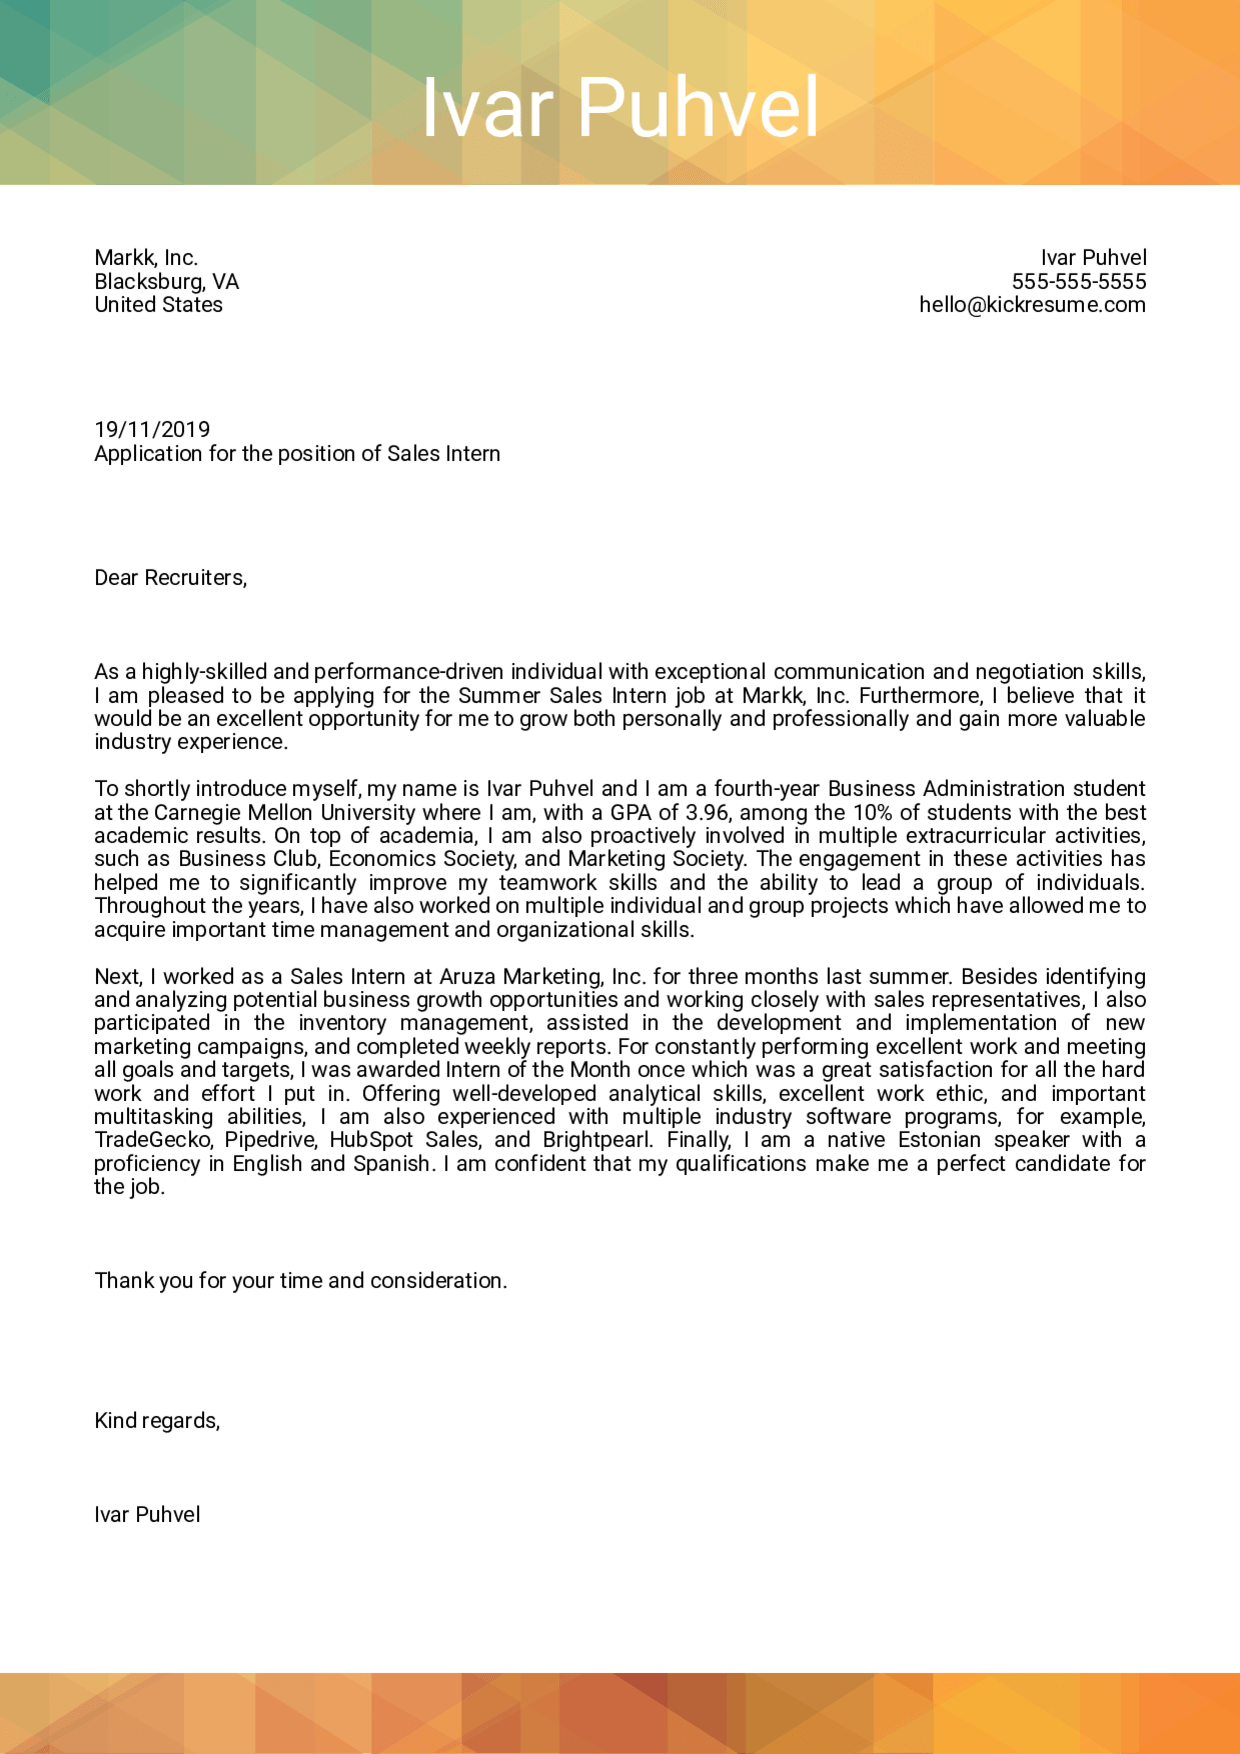 Ivar Puhvel
Markk, Inc.
Blacksburg, VA
United States
Ivar Puhvel
555-555-5555
hello@kickresume.com
19/11/2019
Application for the position of Sales Intern
Dear Recruiters,
As a highly-skilled and performance-driven individual with exceptional communication and negotiation skills,
I am pleased to be applying for the Summer Sales Intern job at Markk, Inc. Furthermore, I believe that it
would be an excellent opportunity for me to grow both personally and professionally and gain more valuable
industry experience.
To shortly introduce myself, my name is Ivar Puhvel and I am a fourth-year Business Administration student
at the Carnegie Mellon University where I am, with a GPA of 3.96, among the 10% of students with the best
academic results. On top of academia, I am also proactively involved in multiple extracurricular activities,
such as Business Club, Economics Society, and Marketing Society. The engagement in these activities has
helped me to significantly improve my teamwork skills and the ability to lead a group of individuals.
Throughout the years, I have also worked on multiple individual and group projects which have allowed me to
acquire important time management and organizational skills.
Next, I worked as a Sales Intern at Aruza Marketing, Inc. for three months last summer. Besides identifying
and analyzing potential business growth opportunities and working closely with sales representatives, I also
participated in the inventory management, assisted in the development and implementation of new
marketing campaigns, and completed weekly reports. For constantly performing excellent work and meeting
all goals and targets, I was awarded Intern of the Month once which was a great satisfaction for all the hard
work and effort I put in. Offering well-developed analytical skills, excellent work ethic, and important
multitasking abilities, I am also experienced with multiple industry software programs, for example,
TradeGecko, Pipedrive, HubSpot Sales, and Brightpearl. Finally, I am a native Estonian speaker with a
proficiency in English and Spanish. I am confident that my qualifications make me a perfect candidate for
the job.
Thank you for your time and consideration.
Kind regards,
Ivar Puhvel